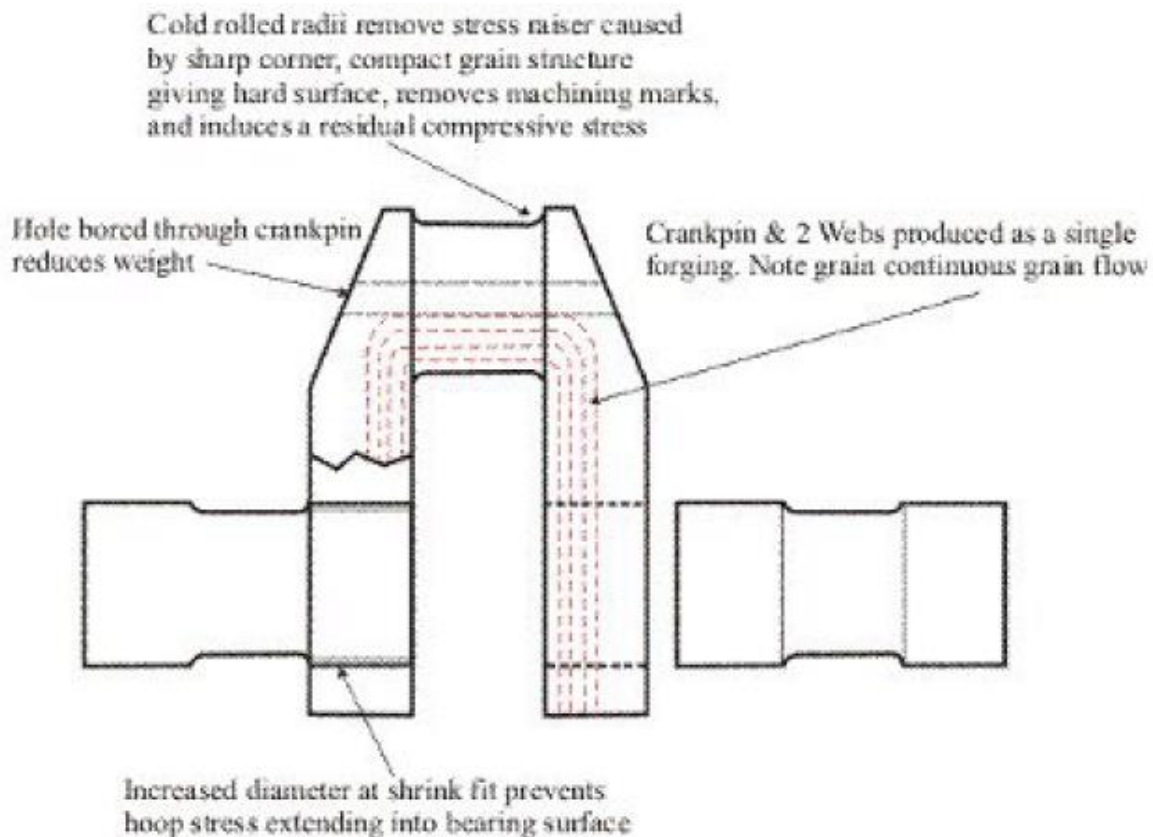 Cold rolled radii remove stress raiser caused
by sharp corner, compact grain structure
giving hard surface, removes machining marks,
and induces a residual compressive stress
Hole bored through crankpin
reduces weight
Crankpin & 2 Webs produced as a single
forging. Note grain continuous grain flow
Increased diameter at shrink fit prevents
hoop stress extending into bearing surface